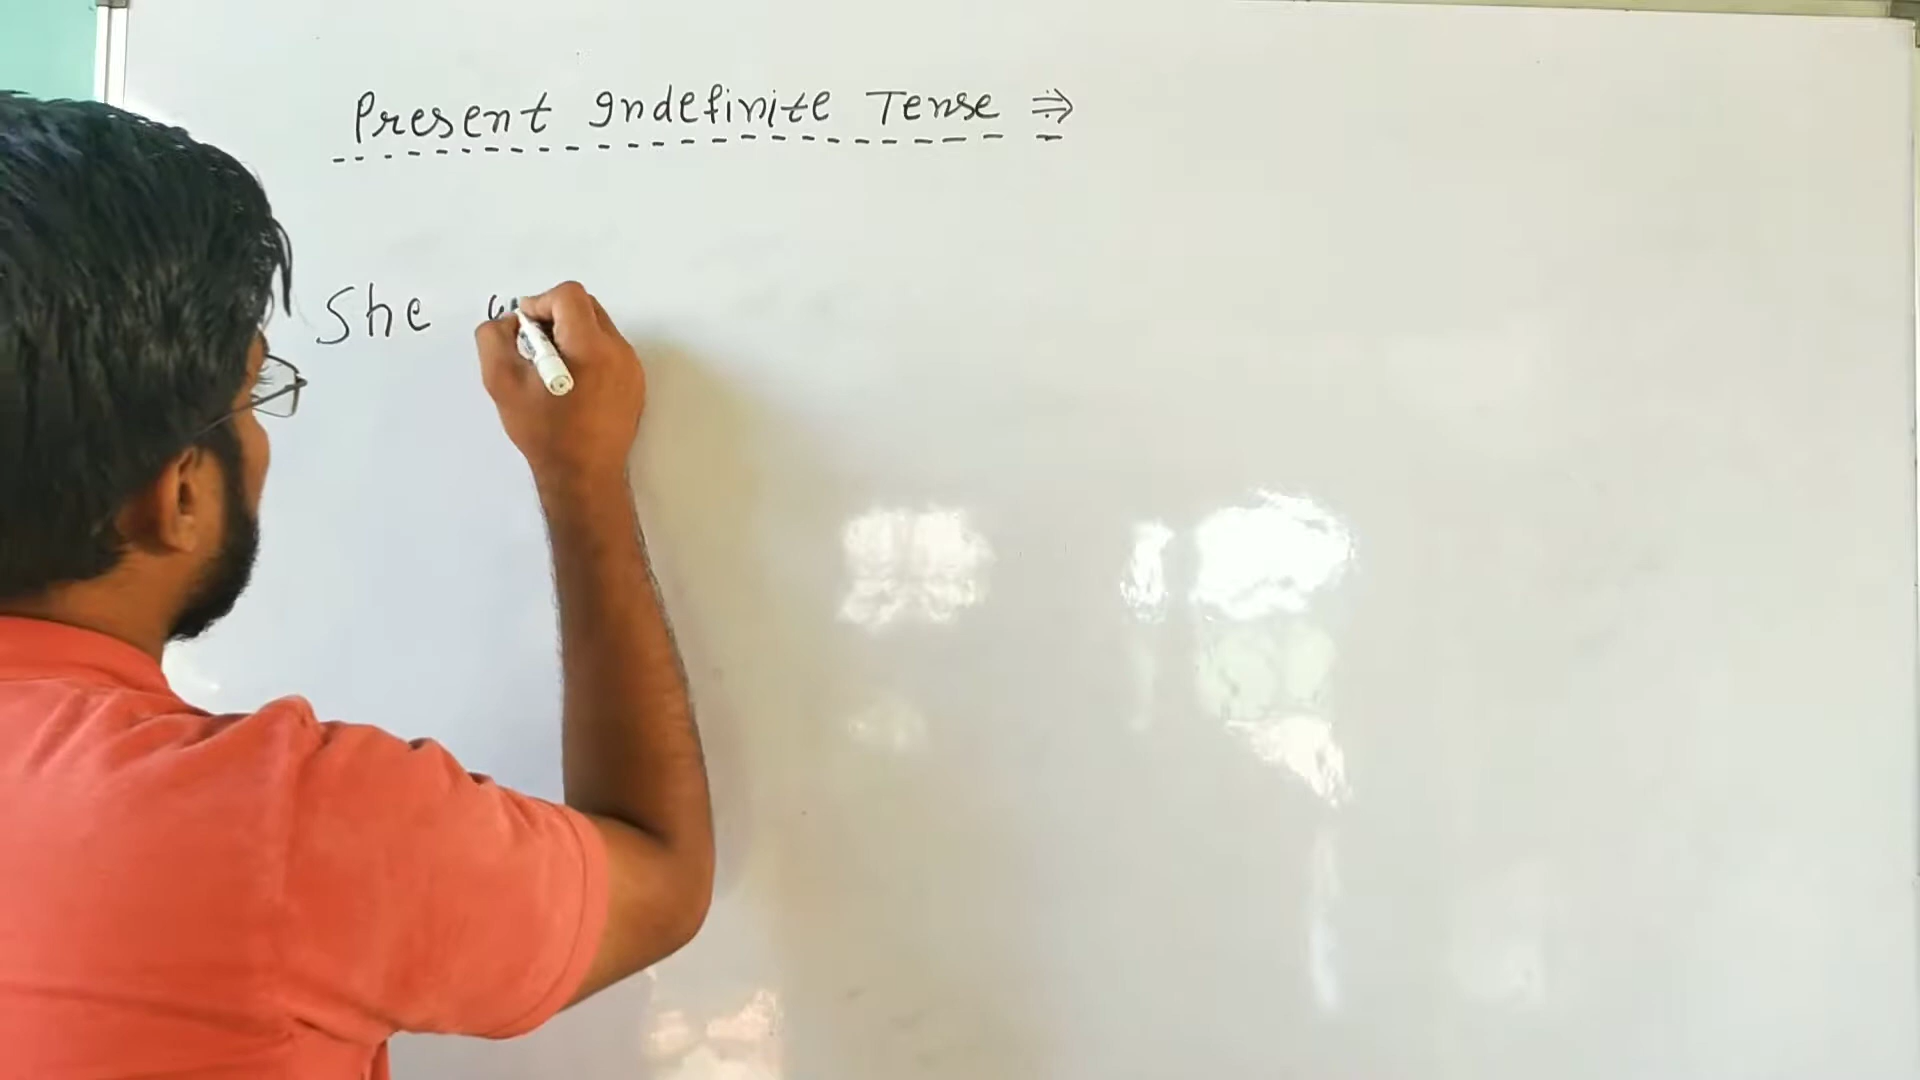 Present Indefinite Tense ⇒
She